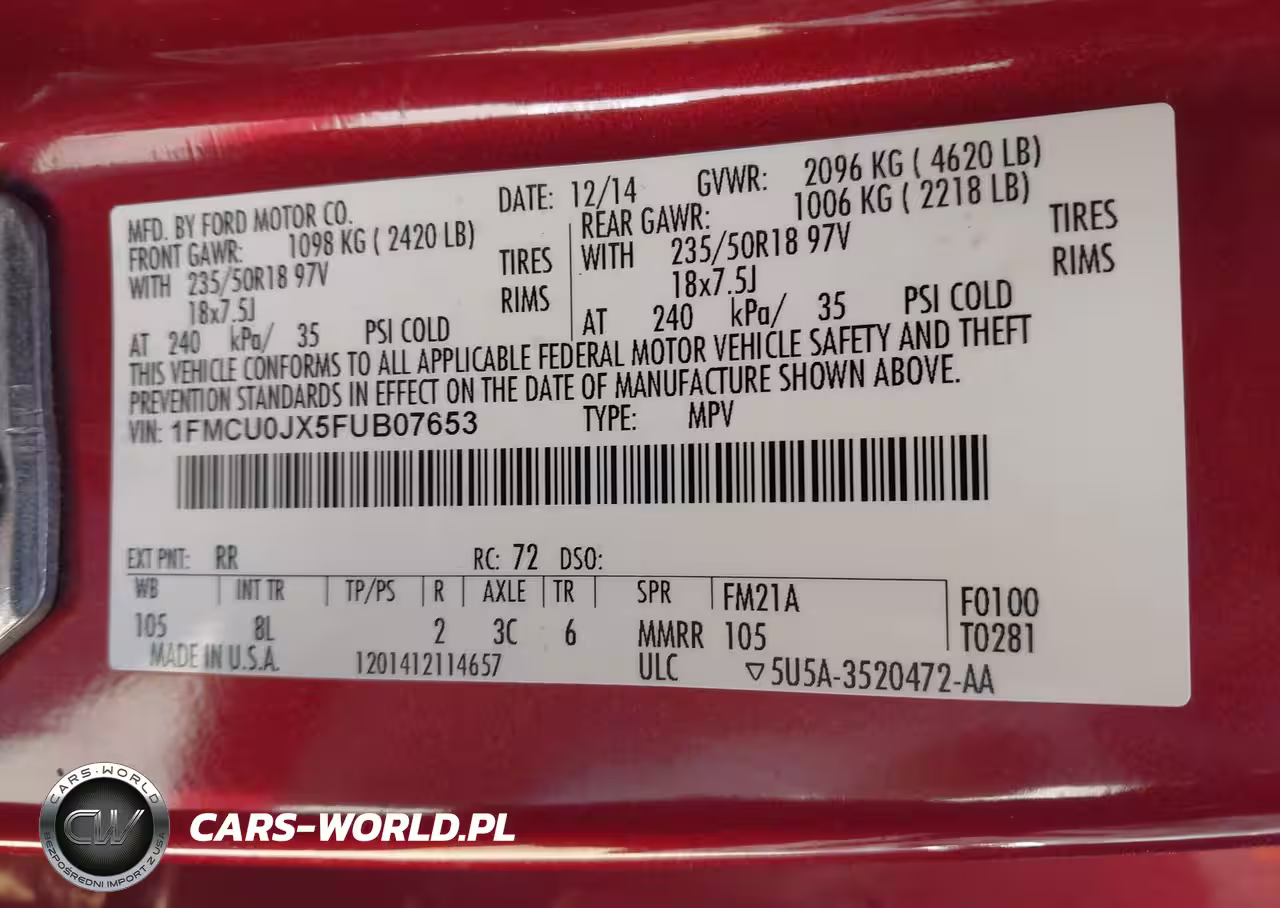 MFD. BY FORD MOTOR CO. DATE: 12/14 GVWR: 2096 KG ( 4620 LB)
FRONT GAWR: 1098 KG ( 2420 LB) REAR GAWR: 1006 KG ( 2218 LB)
WITH 235/50R18 97V TIRES WITH 235/50R18 97V TIRES
18x7.5J RIMS 18x7.5J RIMS
AT 240 kPa/ 35 PSI COLD AT 240 kPa/ 35 PSI COLD
THIS VEHICLE CONFORMS TO ALL APPLICABLE FEDERAL MOTOR VEHICLE SAFETY AND THEFT
PREVENTION STANDARDS IN EFFECT ON THE DATE OF MANUFACTURE SHOWN ABOVE.
VIN: 1FMCU0JX5FUB07653 TYPE: MPV
EXT PNT: RR RC: 72 DSO:
WB INT TR TP/PS R AXLE TR SPR FM21A F0100
105 8L 2 3C 6 MMRR 105 T0281
MADE IN U.S.A. 1201412114657 ULC ▽5U5A-3520472-AA
CARS-WORLD
CW
BEZPOŚREDNI IMPORT Z USA
CARS-WORLD.PL